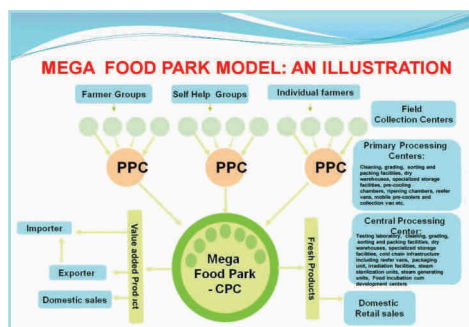 MEGA FOOD PARK MODEL: AN ILLUSTRATION
Farmer Groups
Self Help Groups
Individual farmers
Field
Collection Centers
PPC
PPC
PPC
Primary Processing
Centers:
Cleaning, grading, sorting and
packing facilities, dry
warehouses, specialized storage
facilities, pre-cooling
chambers, ripening chambers, reefer
vans, mobile pre-coolers and
collection van etc.
Central Processing
Center:
Testing laboratory, cleaning, grading,
sorting and packing facilities, dry
warehouses, specialized storage
facilities, cold chain infrastructure
including reefer vans, packaging
unit, irradiation facilities, steam
sterilization units, steam generating
units, Food incubation cum
development centers
Importer
Exporter
Domestic sales
Value added Product
Mega
Food Park
- CPC
Fresh Products
Domestic
Retail sales